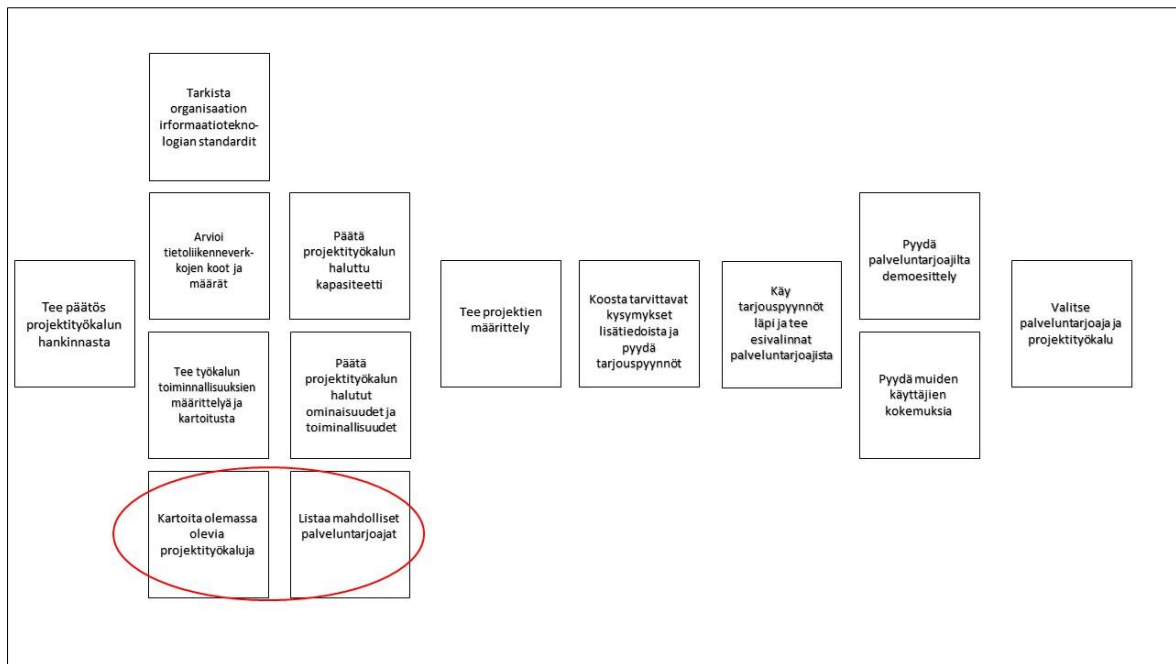 Tee päätös
projektityökalun
hankinnasta
Tarkista
organisaation
irformaatiotekno-
logian standardit
Arvioi
tietoliikenneverk-
kojen koot ja
määrät
Tee työkalun
toiminnallisuuksien
määrittelyä ja
kartoitusta
Kartoita olemassa
olevia
projektityökaluja
Päätä
projektityökalun
haluttu
kapasiteetti
Päätä
projektityökalun
halutut
ominaisuudet ja
toiminallisuudet
Listaa mahdolliset
palveluntarjoajat
Tee projektien
määrittely
Koosta tarvittavat
kysymykset
lisätiedoista ja
pyydä
tarjouspyynnöt
Käy
tarjouspyynnöt
läpi ja tee
esivalinnat
palveluntarjoajista
Pyydä
palveluntarjoajilta
demoesittely
Pyydä muiden
käyttäjien
kokemuksia
Valitse
palveluntarjoaja ja
projektityökalu